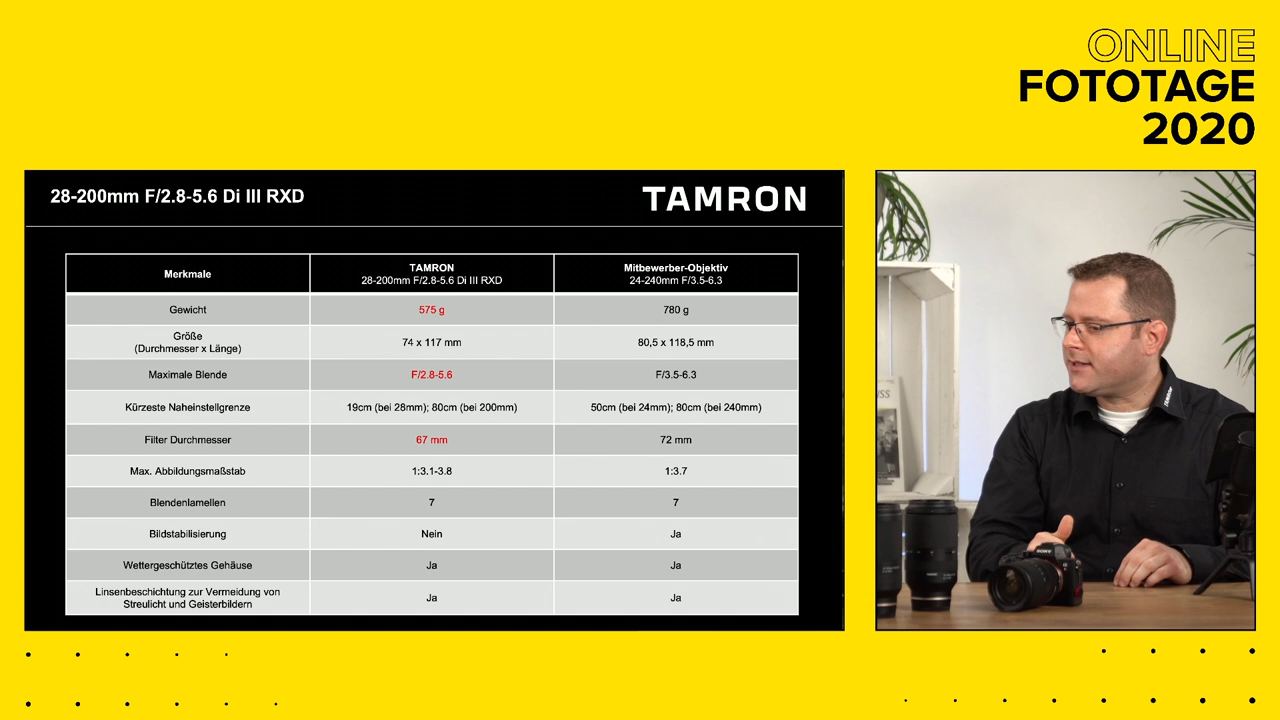 ONLINE
FOTOTAGE
2020
28-200mm F/2.8-5.6 Di III RXD
TAMRON
Merkmale
TAMRON
28-200mm F/2.8-5.6 Di III RXD
Mitbewerber-Objektiv
24-240mm F/3.5-6.3
Gewicht
575 g
780 g
Größe
(Durchmesser x Länge)
74 x 117 mm
80,5 x 118,5 mm
Maximale Blende
F/2.8-5.6
F/3.5-6.3
Kürzeste Naheinstellgrenze
19cm (bei 28mm); 80cm (bei 200mm)
50cm (bei 24mm); 80cm (bei 240mm)
Filter Durchmesser
67 mm
72 mm
Max. Abbildungsmaßstab
1:3.1-3.8
1:3.7
Blendenlamellen
7
7
Bildstabilisierung
Nein
Ja
Wettergeschütztes Gehäuse
Ja
Ja
Linsenbeschichtung zur Vermeidung von
Streulicht und Geisterbildern
Ja
Ja
TAMRON
SONY